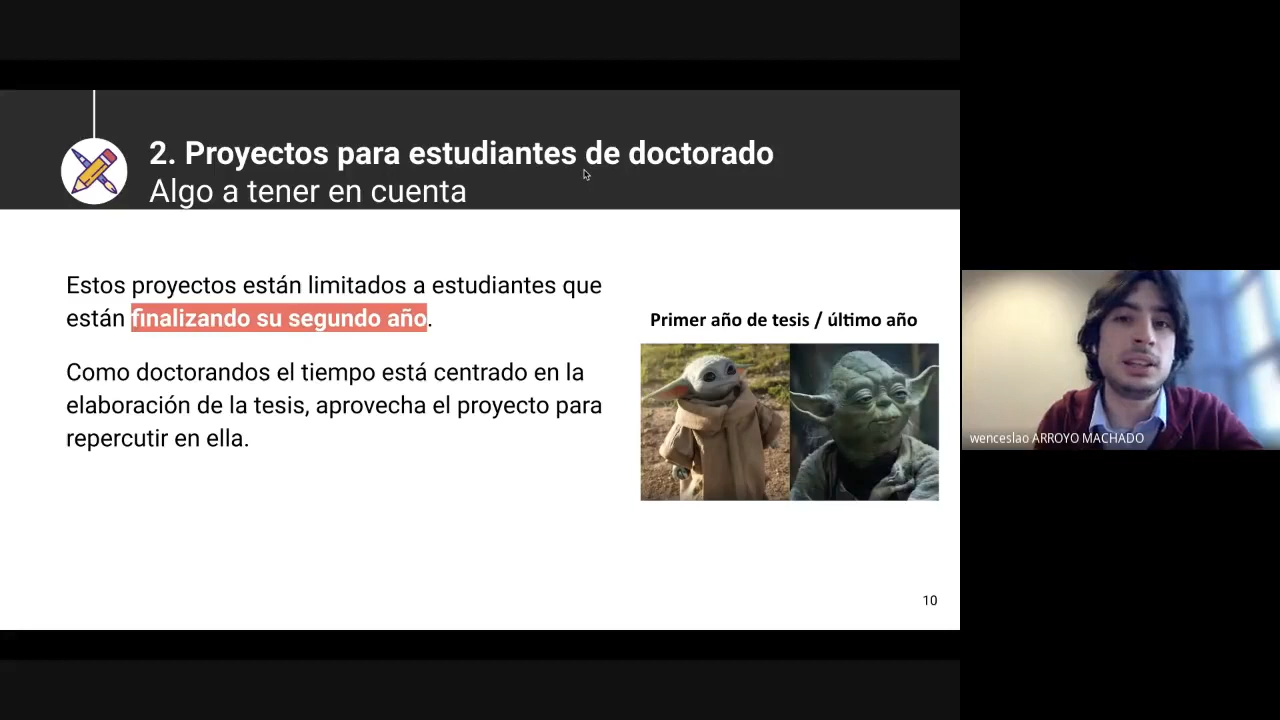 2. Proyectos para estudiantes de doctorado
Algo a tener en cuenta
Estos proyectos están limitados a estudiantes que
están finalizando su segundo año.
Como doctorandos el tiempo está centrado en la
elaboración de la tesis, aprovecha el proyecto para
repercutir en ella.
Primer año de tesis / último año
10
wenceslao ARROYO MACHADO